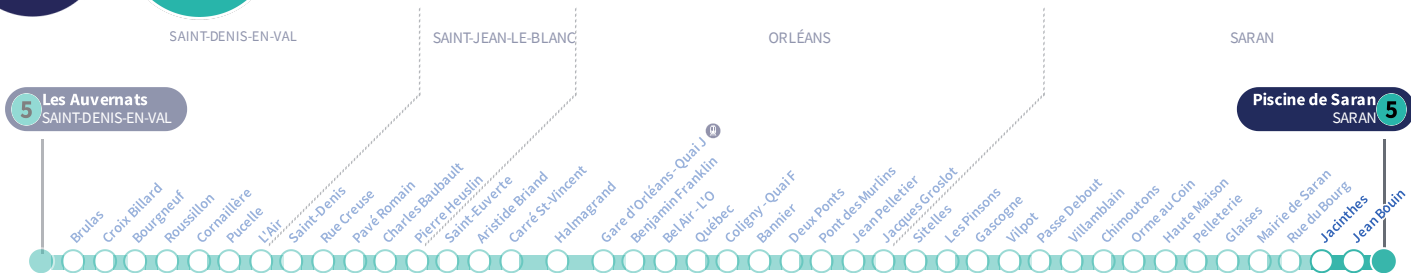 SAINT-DENIS-EN-VAL
SAINT-JEAN-LE-BLANC
ORLÉANS
SARAN
5
Les Auvernats
SAINT-DENIS-EN-VAL
Piscine de Saran
SARAN
5
Brulas
Croix Billard
Bourgneuf
Roussillon
Cornaillère
Pucelle
L'Air
Saint-Denis
Rue Creuse
Pavé Romain
Charles Baubault
Pierre Heuslin
Saint-Euverte
Aristide Briand
Carré St-Vincent
Halmagrand
Gare d'Orléans - Quai J
Benjamin Franklin
Bel Air - L'O
Québec
Coligny - Quai F
Bannier
Deux Ponts
Pont des Murlins
Jean Pelletier
Jacques Groslot
Sitelles
Les Pinsons
Gascogne
Vilpot
Passe Debout
Villamblain
Chimoutons
Orme au Coin
Haute Maison
Pelleterie
Glaises
Mairie de Saran
Rue du Bourg
Jacinthes
Jean Bouin